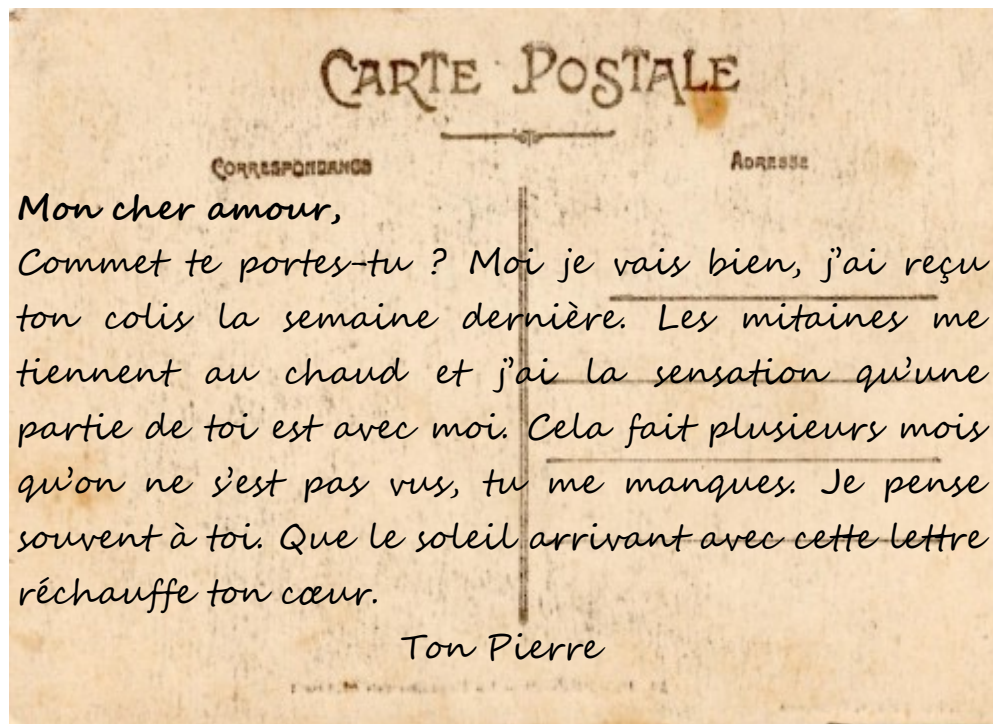 CARTE POSTALE
CORRESPONDANCE
ADRESSE
Mon cher amour,
Commet te portes-tu ? Moi je vais bien, j'ai reçu
ton colis la semaine dernière. Les mitaines me
tiennent au chaud et j'ai la sensation qu'une
partie de toi est avec moi. Cela fait plusieurs mois
qu'on ne s'est pas vus, tu me manques. Je pense
souvent à toi. Que le soleil arrivant avec cette lettre
réchauffe ton cœur.
Ton Pierre